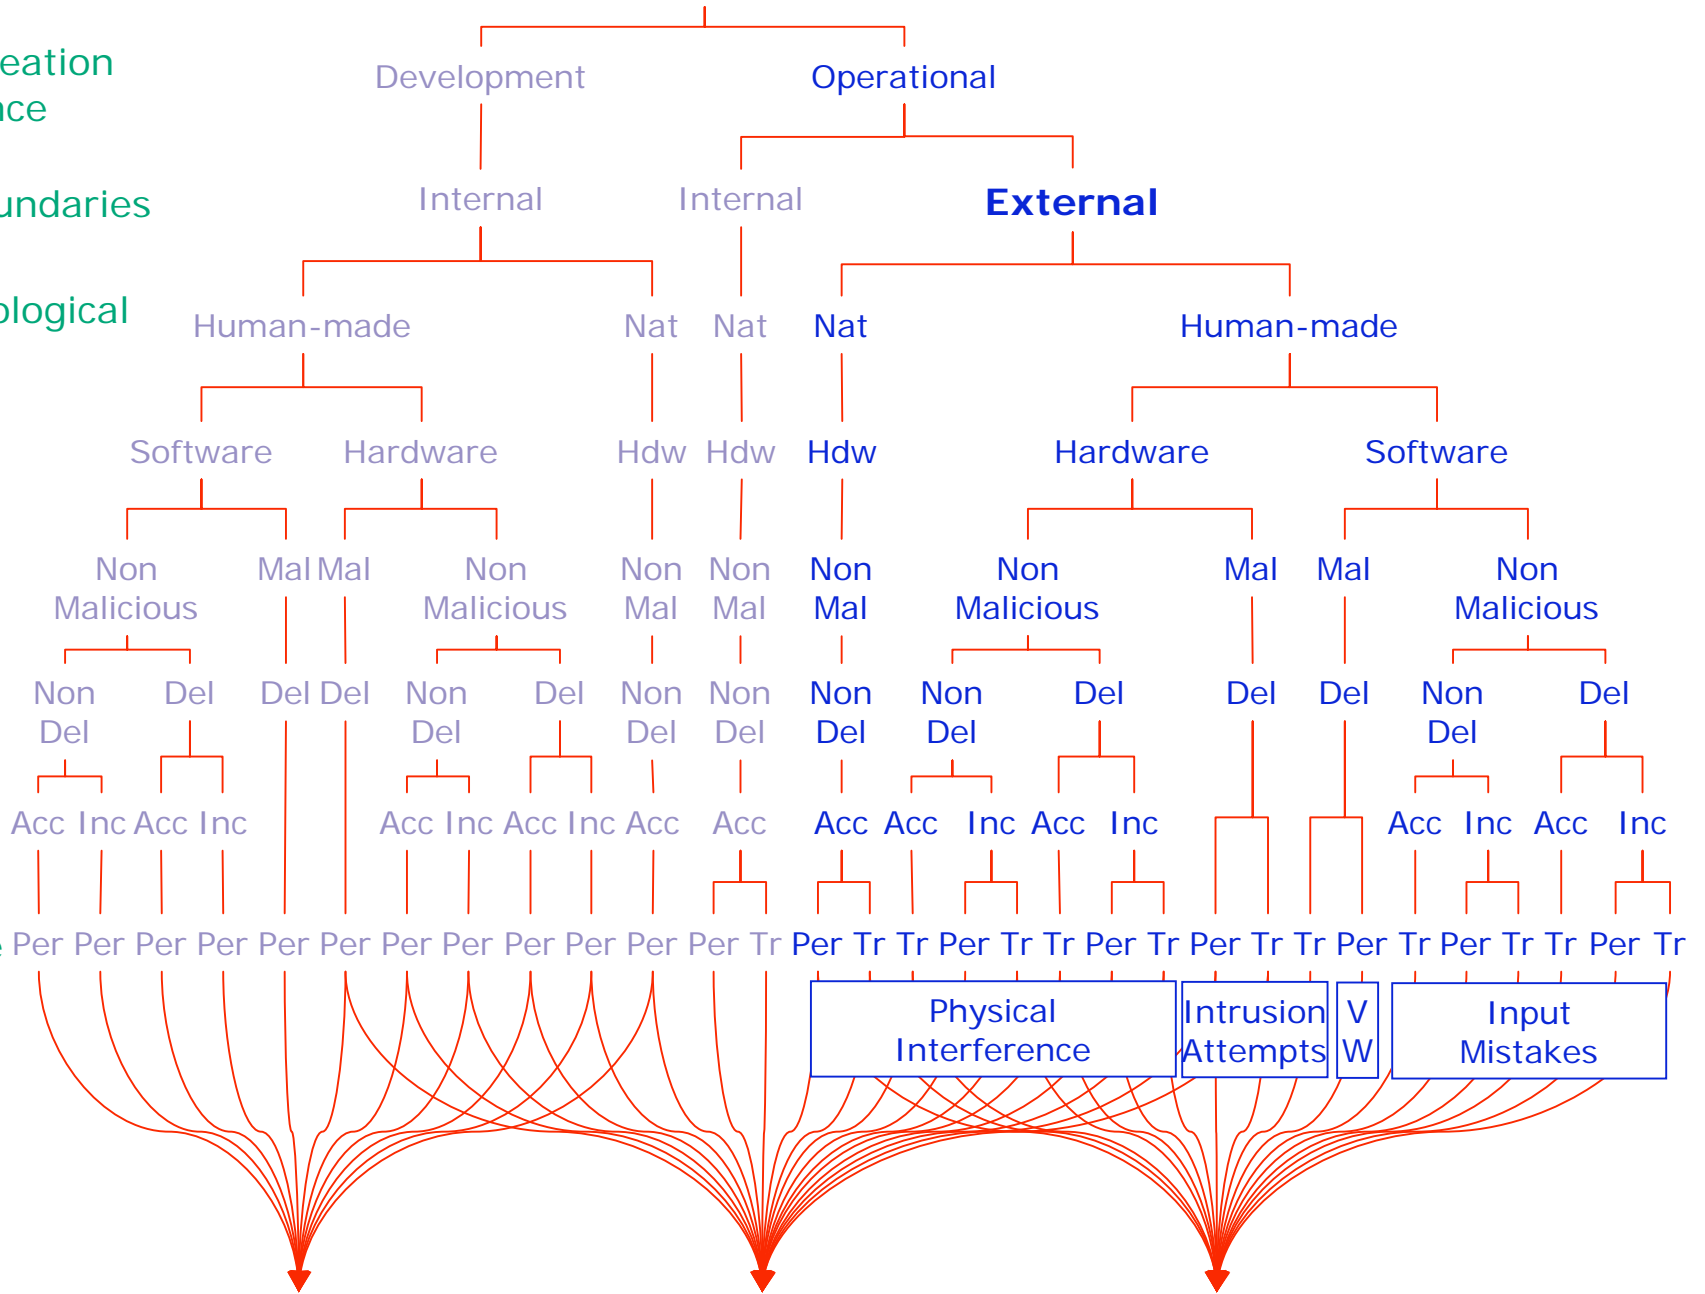 eation
nce
Development Operational
undaries
Internal Internal External
ological
Human-made Nat Nat Nat Human-made
Software Hardware Hdw Hdw Hdw Hardware Software
Non Mal Mal Non Non Non Non Non Mal Mal Non
Malicious Malicious Mal Mal Mal Malicious Malicious
Non Del Del Del Non Del Non Non Non Non Del Del Del Non Del
Del Del Del Del Del Del Del
Acc Inc Acc Inc Acc Inc Acc Inc Acc Acc Acc Acc Inc Acc Inc Acc Inc Acc Inc
e Per Per Per Per Per Per Per Per Per Per Per Per Tr Per Tr Tr Per Tr Tr Per Tr Per Tr Tr Per Tr Per Tr Tr Per Tr
Physical Intrusion V Input
Interference Attempts W Mistakes